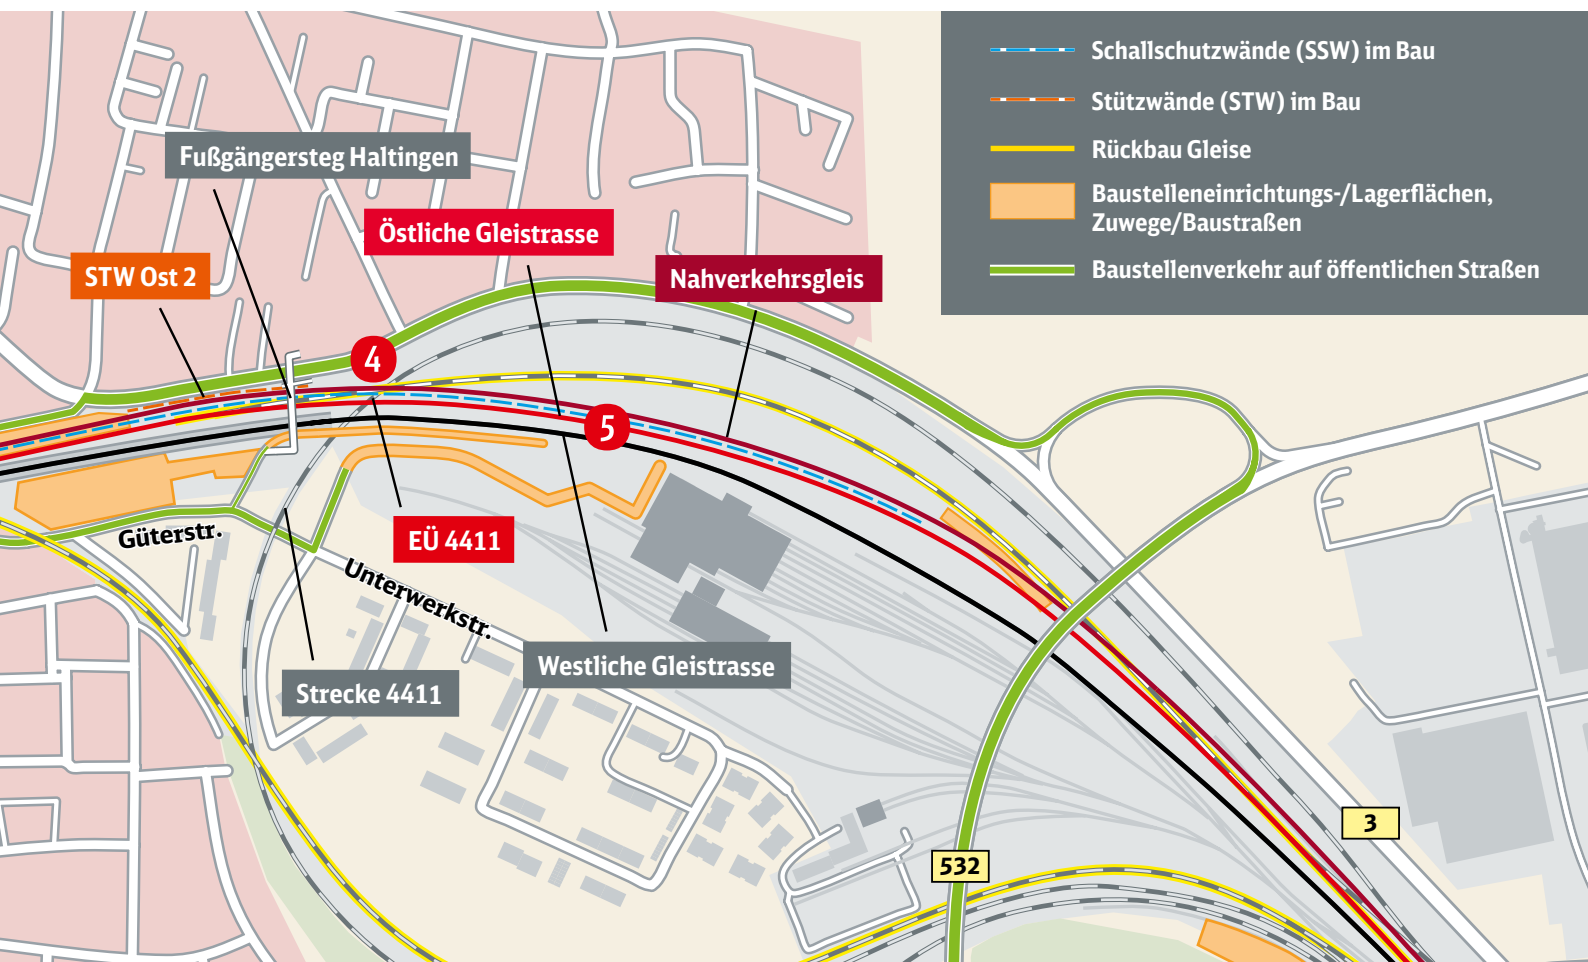 Schallschutzwände (SSW) im Bau
Stützwände (STW) im Bau
Rückbau Gleise
Baustelleneinrichtungs-/Lagerflächen,
Zuwege/Baustraßen
Baustellenverkehr auf öffentlichen Straßen
Fußgängersteg Haltingen
Östliche Gleistrasse
STW Ost 2
Nahverkehrsgleis
4
5
EÜ 4411
Güterstr.
Unterwerkstr.
Westliche Gleistrasse
Strecke 4411
3
532